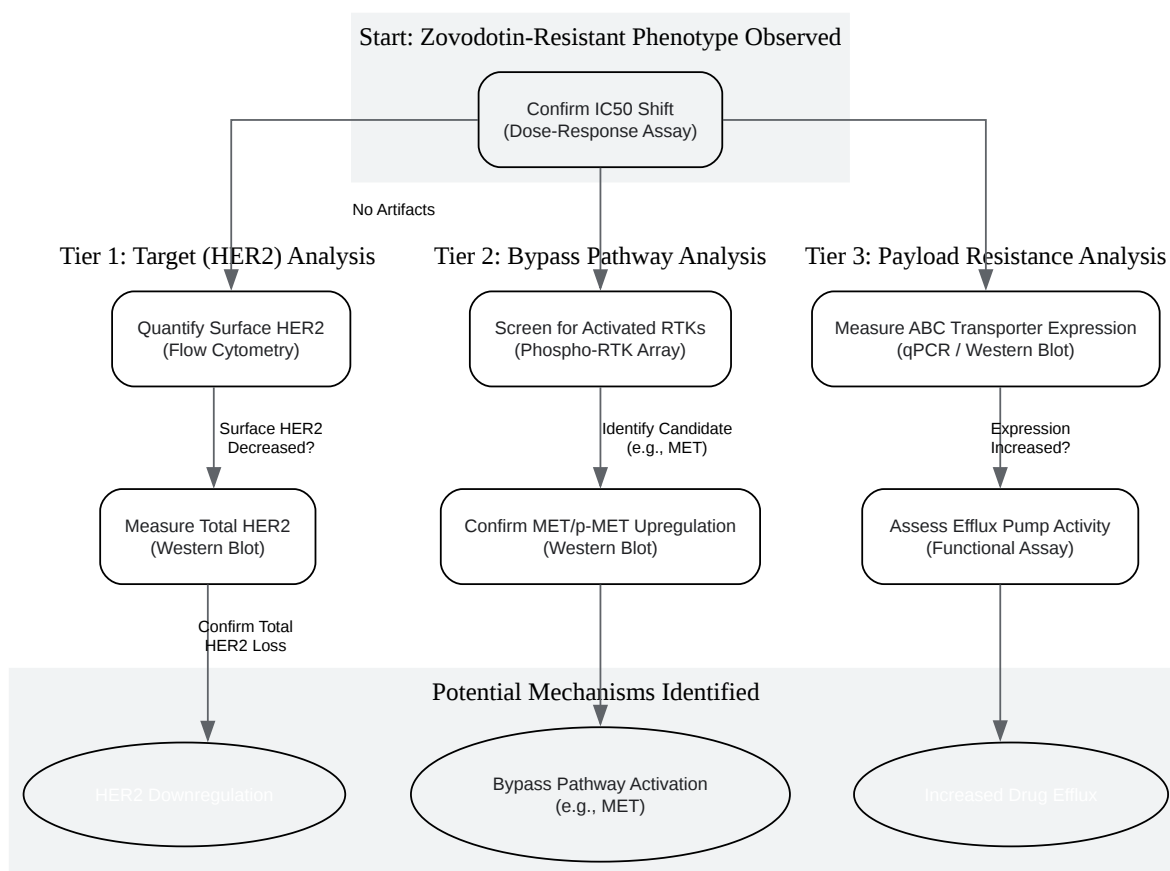 Start: Zovodotin-Resistant Phenotype Observed
Confirm IC50 Shift
(Dose-Response Assay)
No Artifacts
Tier 1: Target (HER2) Analysis
Tier 2: Bypass Pathway Analysis
Tier 3: Payload Resistance Analysis
Quantify Surface HER2
(Flow Cytometry)
Screen for Activated RTKs
(Phospho-RTK Array)
Measure ABC Transporter Expression
(qPCR / Western Blot)
Surface HER2
Decreased?
Identify Candidate
(e.g., MET)
Expression
Increased?
Measure Total HER2
(Western Blot)
Confirm MET/p-MET Upregulation
(Western Blot)
Assess Efflux Pump Activity
(Functional Assay)
Confirm Total
HER2 Loss
Potential Mechanisms Identified
HER2 Downregulation
Bypass Pathway Activation
(e.g., MET)
Increased Drug Efflux